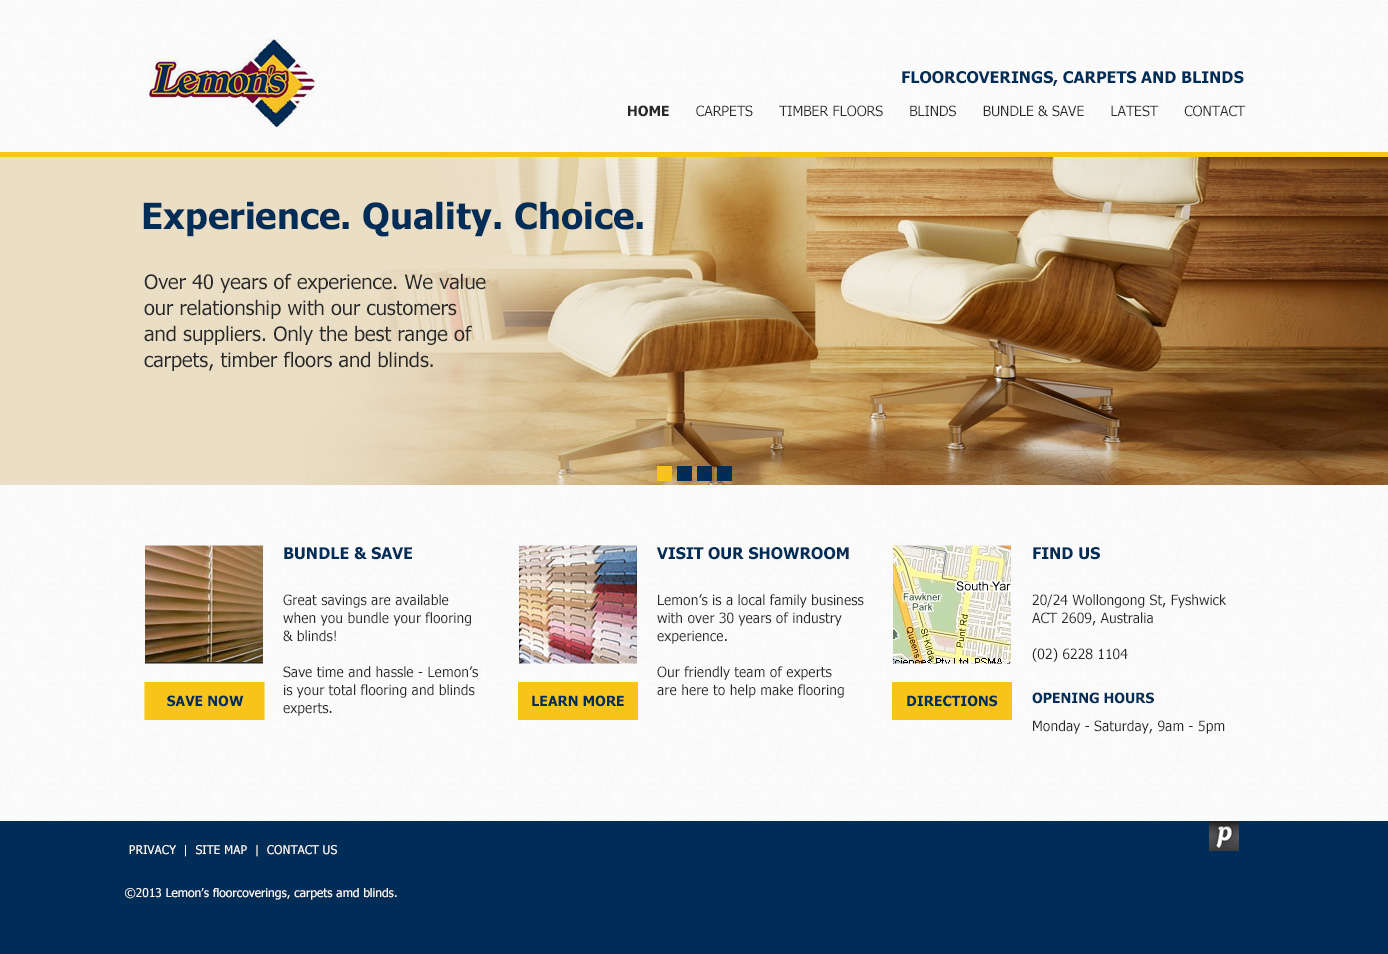 Lemon's
FLOORCOVERINGS, CARPETS AND BLINDS
HOME CARPETS TIMBER FLOORS BLINDS BUNDLE & SAVE LATEST CONTACT
Experience. Quality. Choice.
Over 40 years of experience. We value
our relationship with our customers
and suppliers. Only the best range of
carpets, timber floors and blinds.
BUNDLE & SAVE
Great savings are available
when you bundle your flooring
& blinds!
Save time and hassle - Lemon's
is your total flooring and blinds
experts.
SAVE NOW
VISIT OUR SHOWROOM
Lemon's is a local family business
with over 30 years of industry
experience.
Our friendly team of experts
are here to help make flooring
LEARN MORE
South Yar
Fawkner
Park
Punt Rd
St Kilda
Queens
Pty Ltd, PSMA
DIRECTIONS
FIND US
20/24 Wollongong St, Fyshwick
ACT 2609, Australia
(02) 6228 1104
OPENING HOURS
Monday - Saturday, 9am - 5pm
PRIVACY | SITE MAP | CONTACT US
p
©2013 Lemon's floorcoverings, carpets amd blinds.